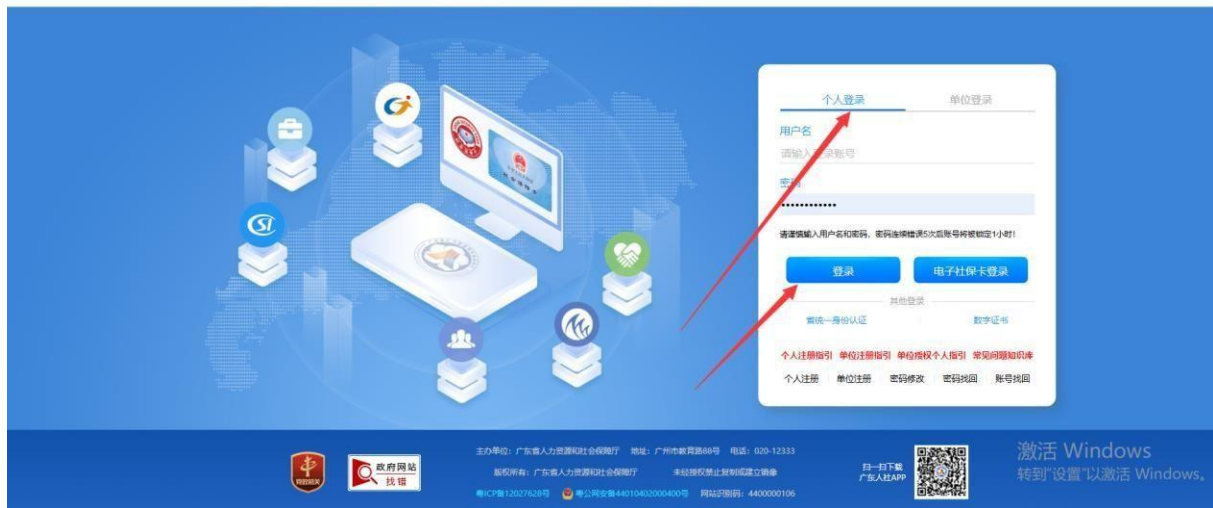 个人登录 单位登录
用户名
请输入登录账号
密码
••••••••••••
请谨慎输入用户名和密码，密码连续错误5次后账号将被锁定1小时！
登录 电子社保卡登录
其他登录
省统一身份认证 数字证书
个人注册指引 单位注册指引 单位授权个人指引 常见问题知识库
个人注册 单位注册 密码修改 密码找回 账号找回
主办单位：广东省人力资源和社会保障厅 地址：广州市教育路88号 电话：020-12333
版权所有：广东省人力资源和社会保障厅 未经授权禁止复制或建立镜像
粤ICP备12027628号 粤公网安备44010402000400号 网站识别码：4400000106
党政机关
政府网站
找错
扫一扫下载
广东人社APP
激活 Windows
转到"设置"以激活 Windows。